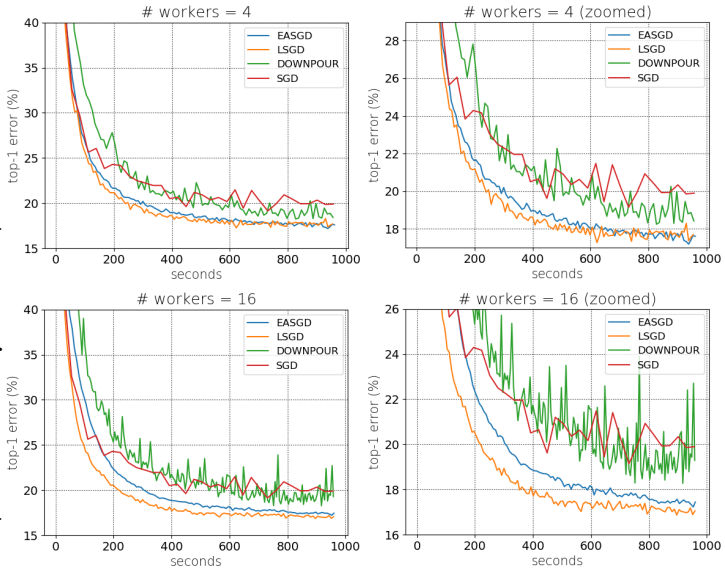 # workers = 4
40
35
30
25
20
15
top-1 error (%)
0 200 400 600 800 1000
seconds
EASGD
LSGD
DOWNPOUR
SGD
# workers = 4 (zoomed)
28
26
24
22
20
18
top-1 error (%)
0 200 400 600 800 1000
seconds
EASGD
LSGD
DOWNPOUR
SGD
# workers = 16
40
35
30
25
20
15
top-1 error (%)
0 200 400 600 800 1000
seconds
EASGD
LSGD
DOWNPOUR
SGD
# workers = 16 (zoomed)
26
24
22
20
18
16
top-1 error (%)
0 200 400 600 800 1000
seconds
EASGD
LSGD
DOWNPOUR
SGD